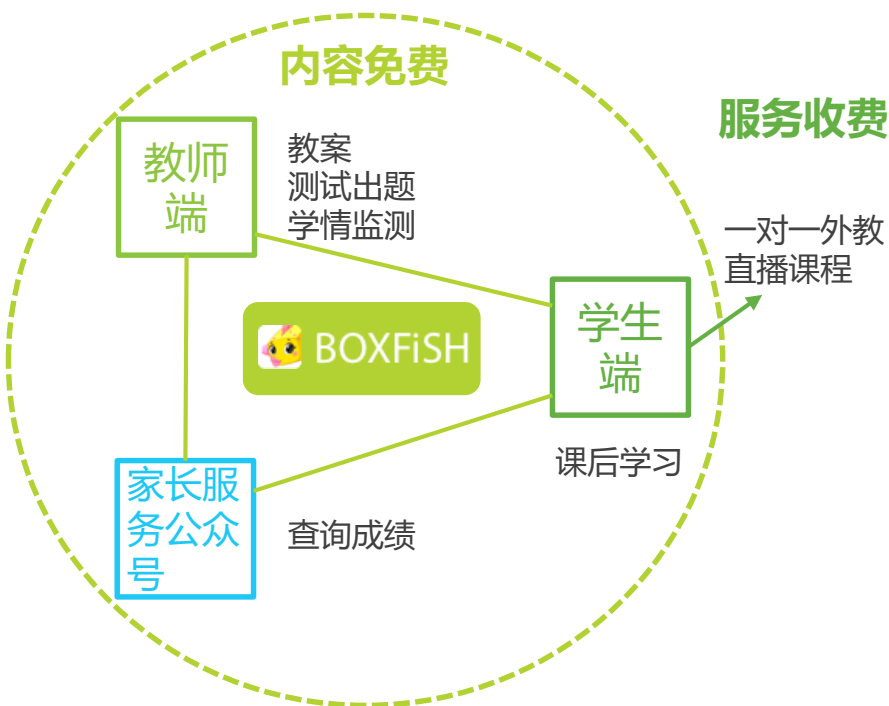 内容免费
服务收费
教师
端
教案
测试出题
学情监测
一对一外教
直播课程
BOXFiSH
学生
端
课后学习
家长服
务公众
号
查询成绩